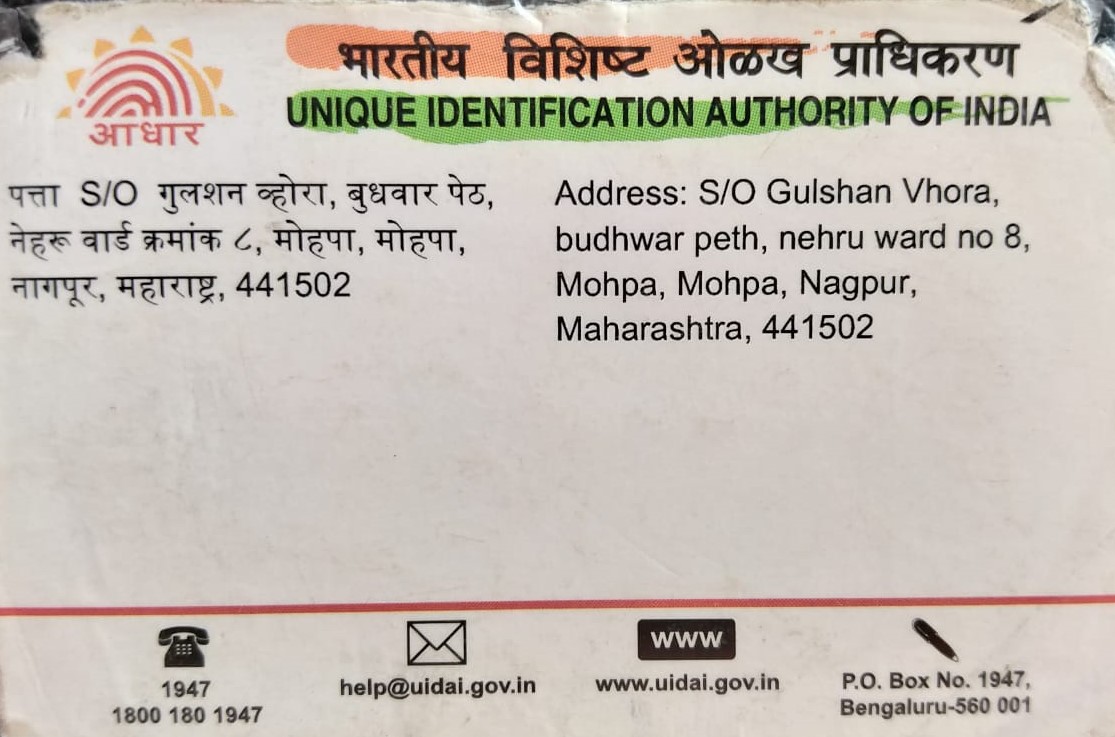 भारतीय विशिष्ट ओळख प्राधिकरण
आधार
UNIQUE IDENTIFICATION AUTHORITY OF INDIA
पत्ता S/O गुलशन व्होरा, बुधवार पेठ,
नेहरू वार्ड क्रमांक ८, मोहपा, मोहपा,
नागपूर, महाराष्ट्र, 441502
Address: S/O Gulshan Vhora,
budhwar peth, nehru ward no 8,
Mohpa, Mohpa, Nagpur,
Maharashtra, 441502
1947
1800 180 1947
help@uidai.gov.in
www
www.uidai.gov.in
P.O. Box No. 1947,
Bengaluru-560 001